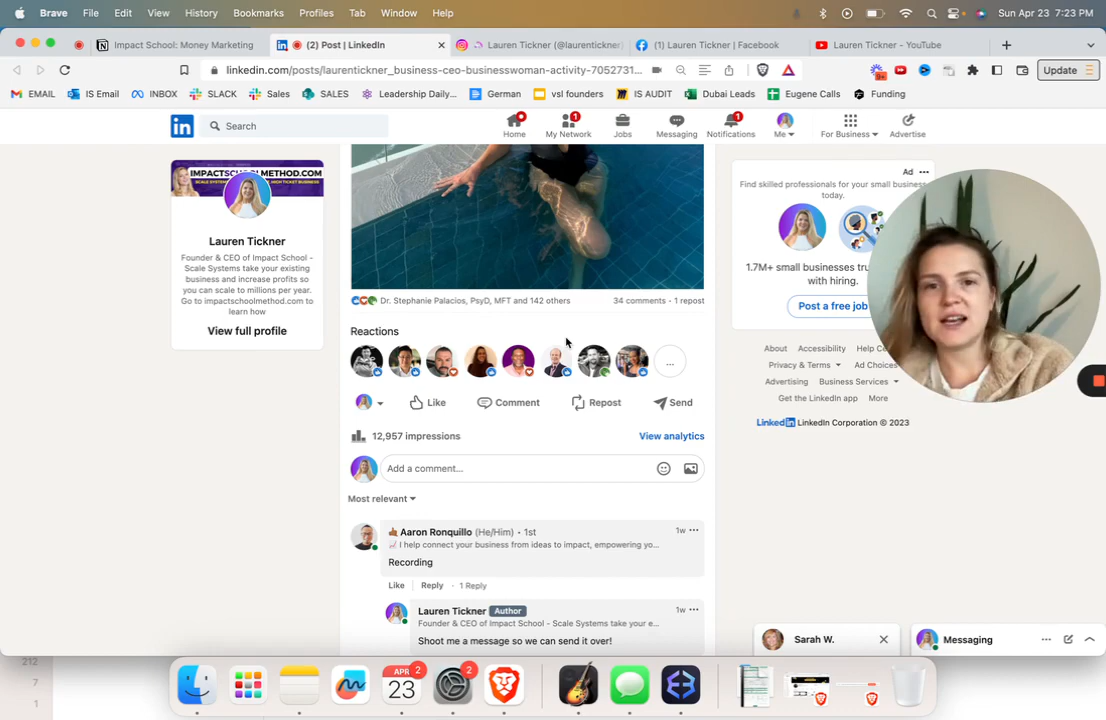 Brave File Edit View History Bookmarks Profiles Tab Window Help
Sun Apr 23 7:23 PM
Impact School: Money Marketing
(2) Post | LinkedIn
Lauren Tickner (@laurentickner)
(1) Lauren Tickner | Facebook
Lauren Tickner - YouTube
linkedin.com/posts/laurentickner_business-ceo-businesswoman-activity-7052731...
Update
EMAIL IS Email INBOX SLACK Sales SALES Leadership Daily... German vsl founders IS AUDIT Dubai Leads Eugene Calls Funding
Search
Home My Network Jobs Messaging Notifications Me For Business Advertise
1
1
IMPACTSCHOOLMETHOD.COM
Lauren Tickner
Founder & CEO of Impact School -
Scale Systems take your existing
business and increase profits so
you can scale to millions per year.
Go to impactschoolmethod.com to
learn how
View full profile
Dr. Stephanie Palacios, PsyD, MFT and 142 others
34 comments · 1 repost
Reactions
...
Like Comment Repost Send
12,957 impressions
View analytics
Add a comment...
Most relevant
Aaron Ronquillo (He/Him) · 1st
1w ...
I help connect your business from ideas to impact, empowering yo...
Recording
Like Reply · 1 Reply
Lauren Tickner Author
1w ...
Founder & CEO of Impact School - Scale Systems take your e...
Shoot me a message so we can send it over!
Ad ...
Find skilled professionals for your small business
today.
1.7M+ small businesses
with hiring.
Post a free job
About Accessibility Help
Privacy & Terms Ad
Advertising Business Services
Get the LinkedIn app More
LinkedIn LinkedIn Corporation © 2023
Sarah W.
Messaging ...
212
7
1
APR
23
2
2